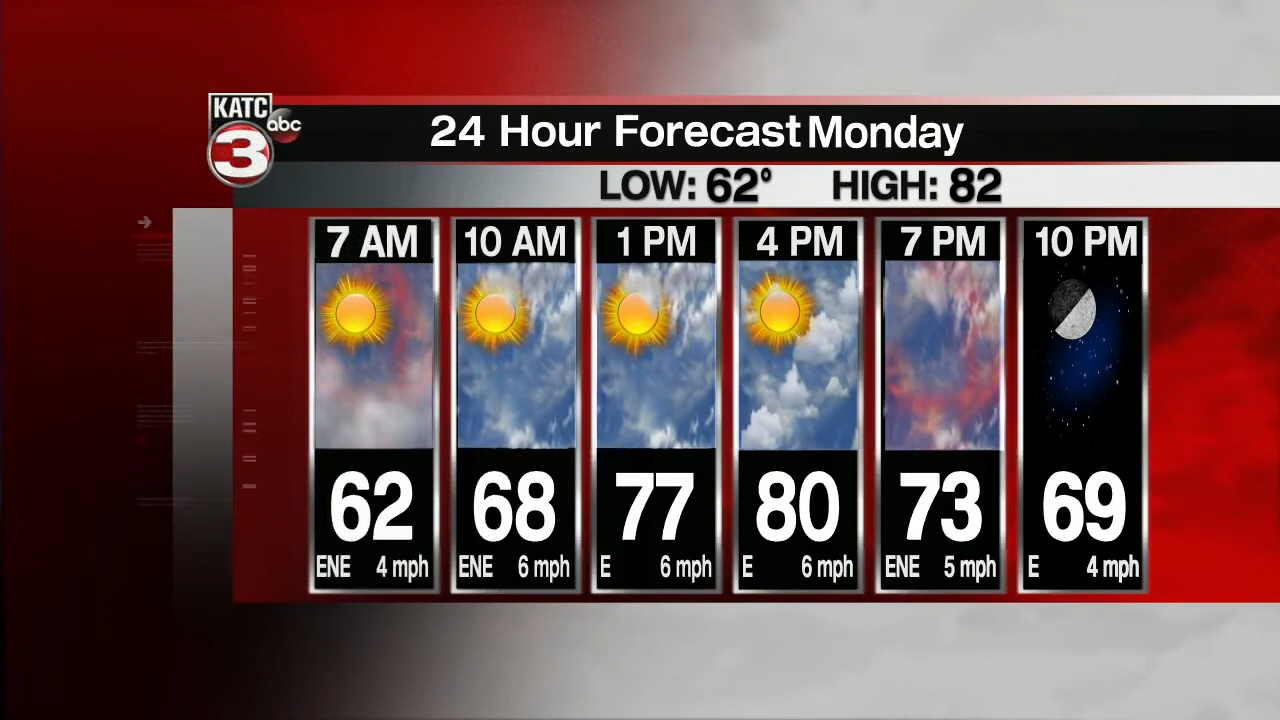 KATC
abc
3
24 Hour Forecast Monday
LOW: 62° HIGH: 82
7 AM 10 AM 1 PM 4 PM 7 PM 10 PM
62 68 77 80 73 69
ENE 4 mph ENE 6 mph E 6 mph E 6 mph ENE 5 mph E 4 mph